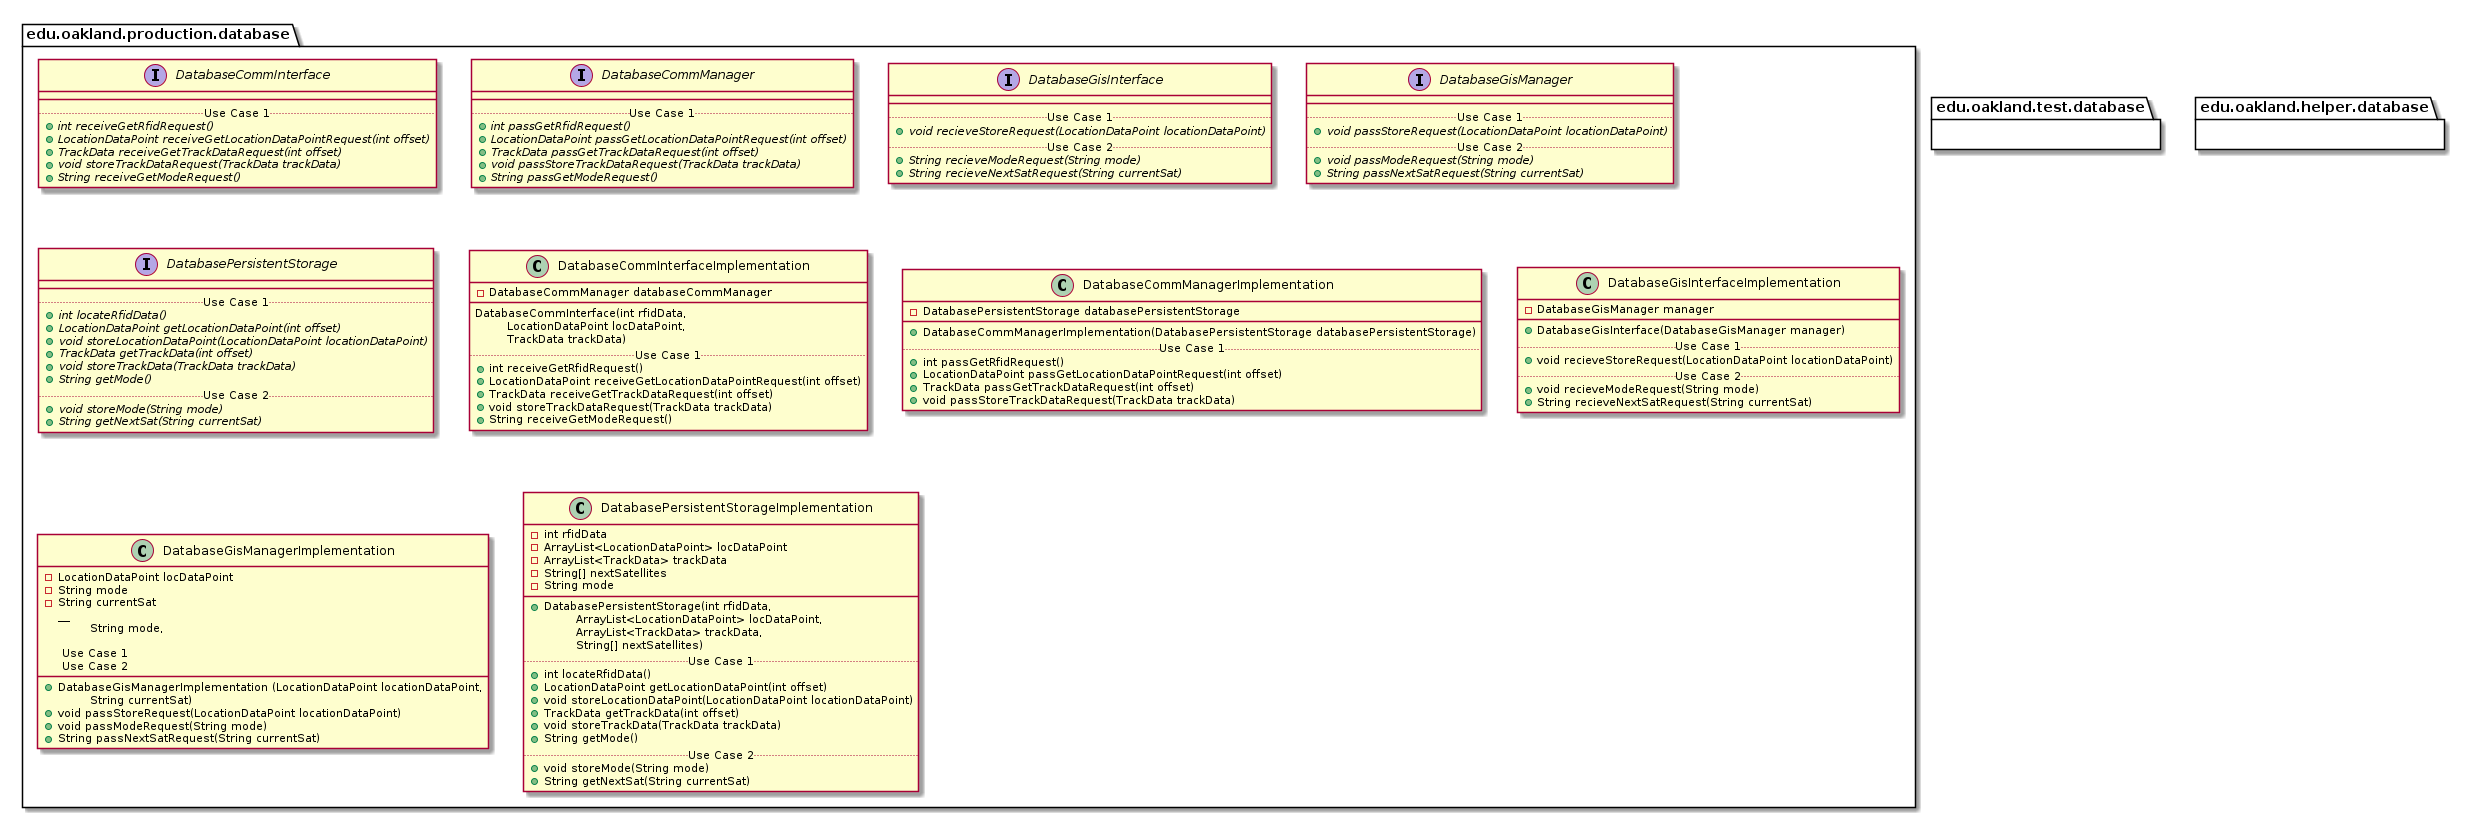 edu.oakland.production.database
I DatabaseCommInterface
Use Case 1
int receiveGetRfidRequest()
LocationDataPoint receiveGetLocationDataPointRequest(int offset)
TrackData receiveGetTrackDataRequest(int offset)
void storeTrackDataRequest(TrackData trackData)
String receiveGetModeRequest()
I DatabaseCommManager
Use Case 1
int passGetRfidRequest()
LocationDataPoint passGetLocationDataPointRequest(int offset)
TrackData passGetTrackDataRequest(int offset)
void passStoreTrackDataRequest(TrackData trackData)
String passGetModeRequest()
I DatabaseGisInterface
Use Case 1
void recieveStoreRequest(LocationDataPoint locationDataPoint)
Use Case 2
String recieveModeRequest(String mode)
String recieveNextSatRequest(String currentSat)
I DatabaseGisManager
Use Case 1
void passStoreRequest(LocationDataPoint locationDataPoint)
Use Case 2
void passModeRequest(String mode)
String passNextSatRequest(String currentSat)
edu.oakland.test.database
edu.oakland.helper.database
I DatabasePersistentStorage
Use Case 1
int locateRfidData()
LocationDataPoint getLocationDataPoint(int offset)
void storeLocationDataPoint(LocationDataPoint locationDataPoint)
TrackData getTrackData(int offset)
void storeTrackData(TrackData trackData)
String getMode()
Use Case 2
void storeMode(String mode)
String getNextSat(String currentSat)
C DatabaseCommInterfaceImplementation
DatabaseCommManager databaseCommManager
DatabaseCommInterface(int rfidData,
LocationDataPoint locDataPoint,
TrackData trackData)
Use Case 1
int receiveGetRfidRequest()
LocationDataPoint receiveGetLocationDataPointRequest(int offset)
TrackData receiveGetTrackDataRequest(int offset)
void storeTrackDataRequest(TrackData trackData)
String receiveGetModeRequest()
C DatabaseCommManagerImplementation
DatabasePersistentStorage databasePersistentStorage
DatabaseCommManagerImplementation(DatabasePersistentStorage databasePersistentStorage)
Use Case 1
int passGetRfidRequest()
LocationDataPoint passGetLocationDataPointRequest(int offset)
TrackData passGetTrackDataRequest(int offset)
void passStoreTrackDataRequest(TrackData trackData)
C DatabaseGisInterfaceImplementation
DatabaseGisManager manager
DatabaseGisInterface(DatabaseGisManager manager)
Use Case 1
void recieveStoreRequest(LocationDataPoint locationDataPoint)
Use Case 2
void recieveModeRequest(String mode)
String recieveNextSatRequest(String currentSat)
C DatabaseGisManagerImplementation
LocationDataPoint locDataPoint
String mode
String currentSat
__
String mode,
Use Case 1
Use Case 2
DatabaseGisManagerImplementation (LocationDataPoint locationDataPoint,
String currentSat)
void passStoreRequest(LocationDataPoint locationDataPoint)
void passModeRequest(String mode)
String passNextSatRequest(String currentSat)
C DatabasePersistentStorageImplementation
int rfidData
ArrayList<LocationDataPoint> locDataPoint
ArrayList<TrackData> trackData
String[] nextSatellites
String mode
DatabasePersistentStorage(int rfidData,
ArrayList<LocationDataPoint> locDataPoint,
ArrayList<TrackData> trackData,
String[] nextSatellites)
Use Case 1
int locateRfidData()
LocationDataPoint getLocationDataPoint(int offset)
void storeLocationDataPoint(LocationDataPoint locationDataPoint)
TrackData getTrackData(int offset)
void storeTrackData(TrackData trackData)
String getMode()
Use Case 2
void storeMode(String mode)
String getNextSat(String currentSat)